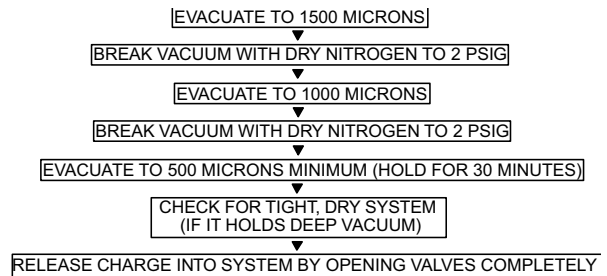 EVACUATE TO 1500 MICRONS
BREAK VACUUM WITH DRY NITROGEN TO 2 PSIG
EVACUATE TO 1000 MICRONS
BREAK VACUUM WITH DRY NITROGEN TO 2 PSIG
EVACUATE TO 500 MICRONS MINIMUM (HOLD FOR 30 MINUTES)
CHECK FOR TIGHT, DRY SYSTEM
(IF IT HOLDS DEEP VACUUM)
RELEASE CHARGE INTO SYSTEM BY OPENING VALVES COMPLETELY